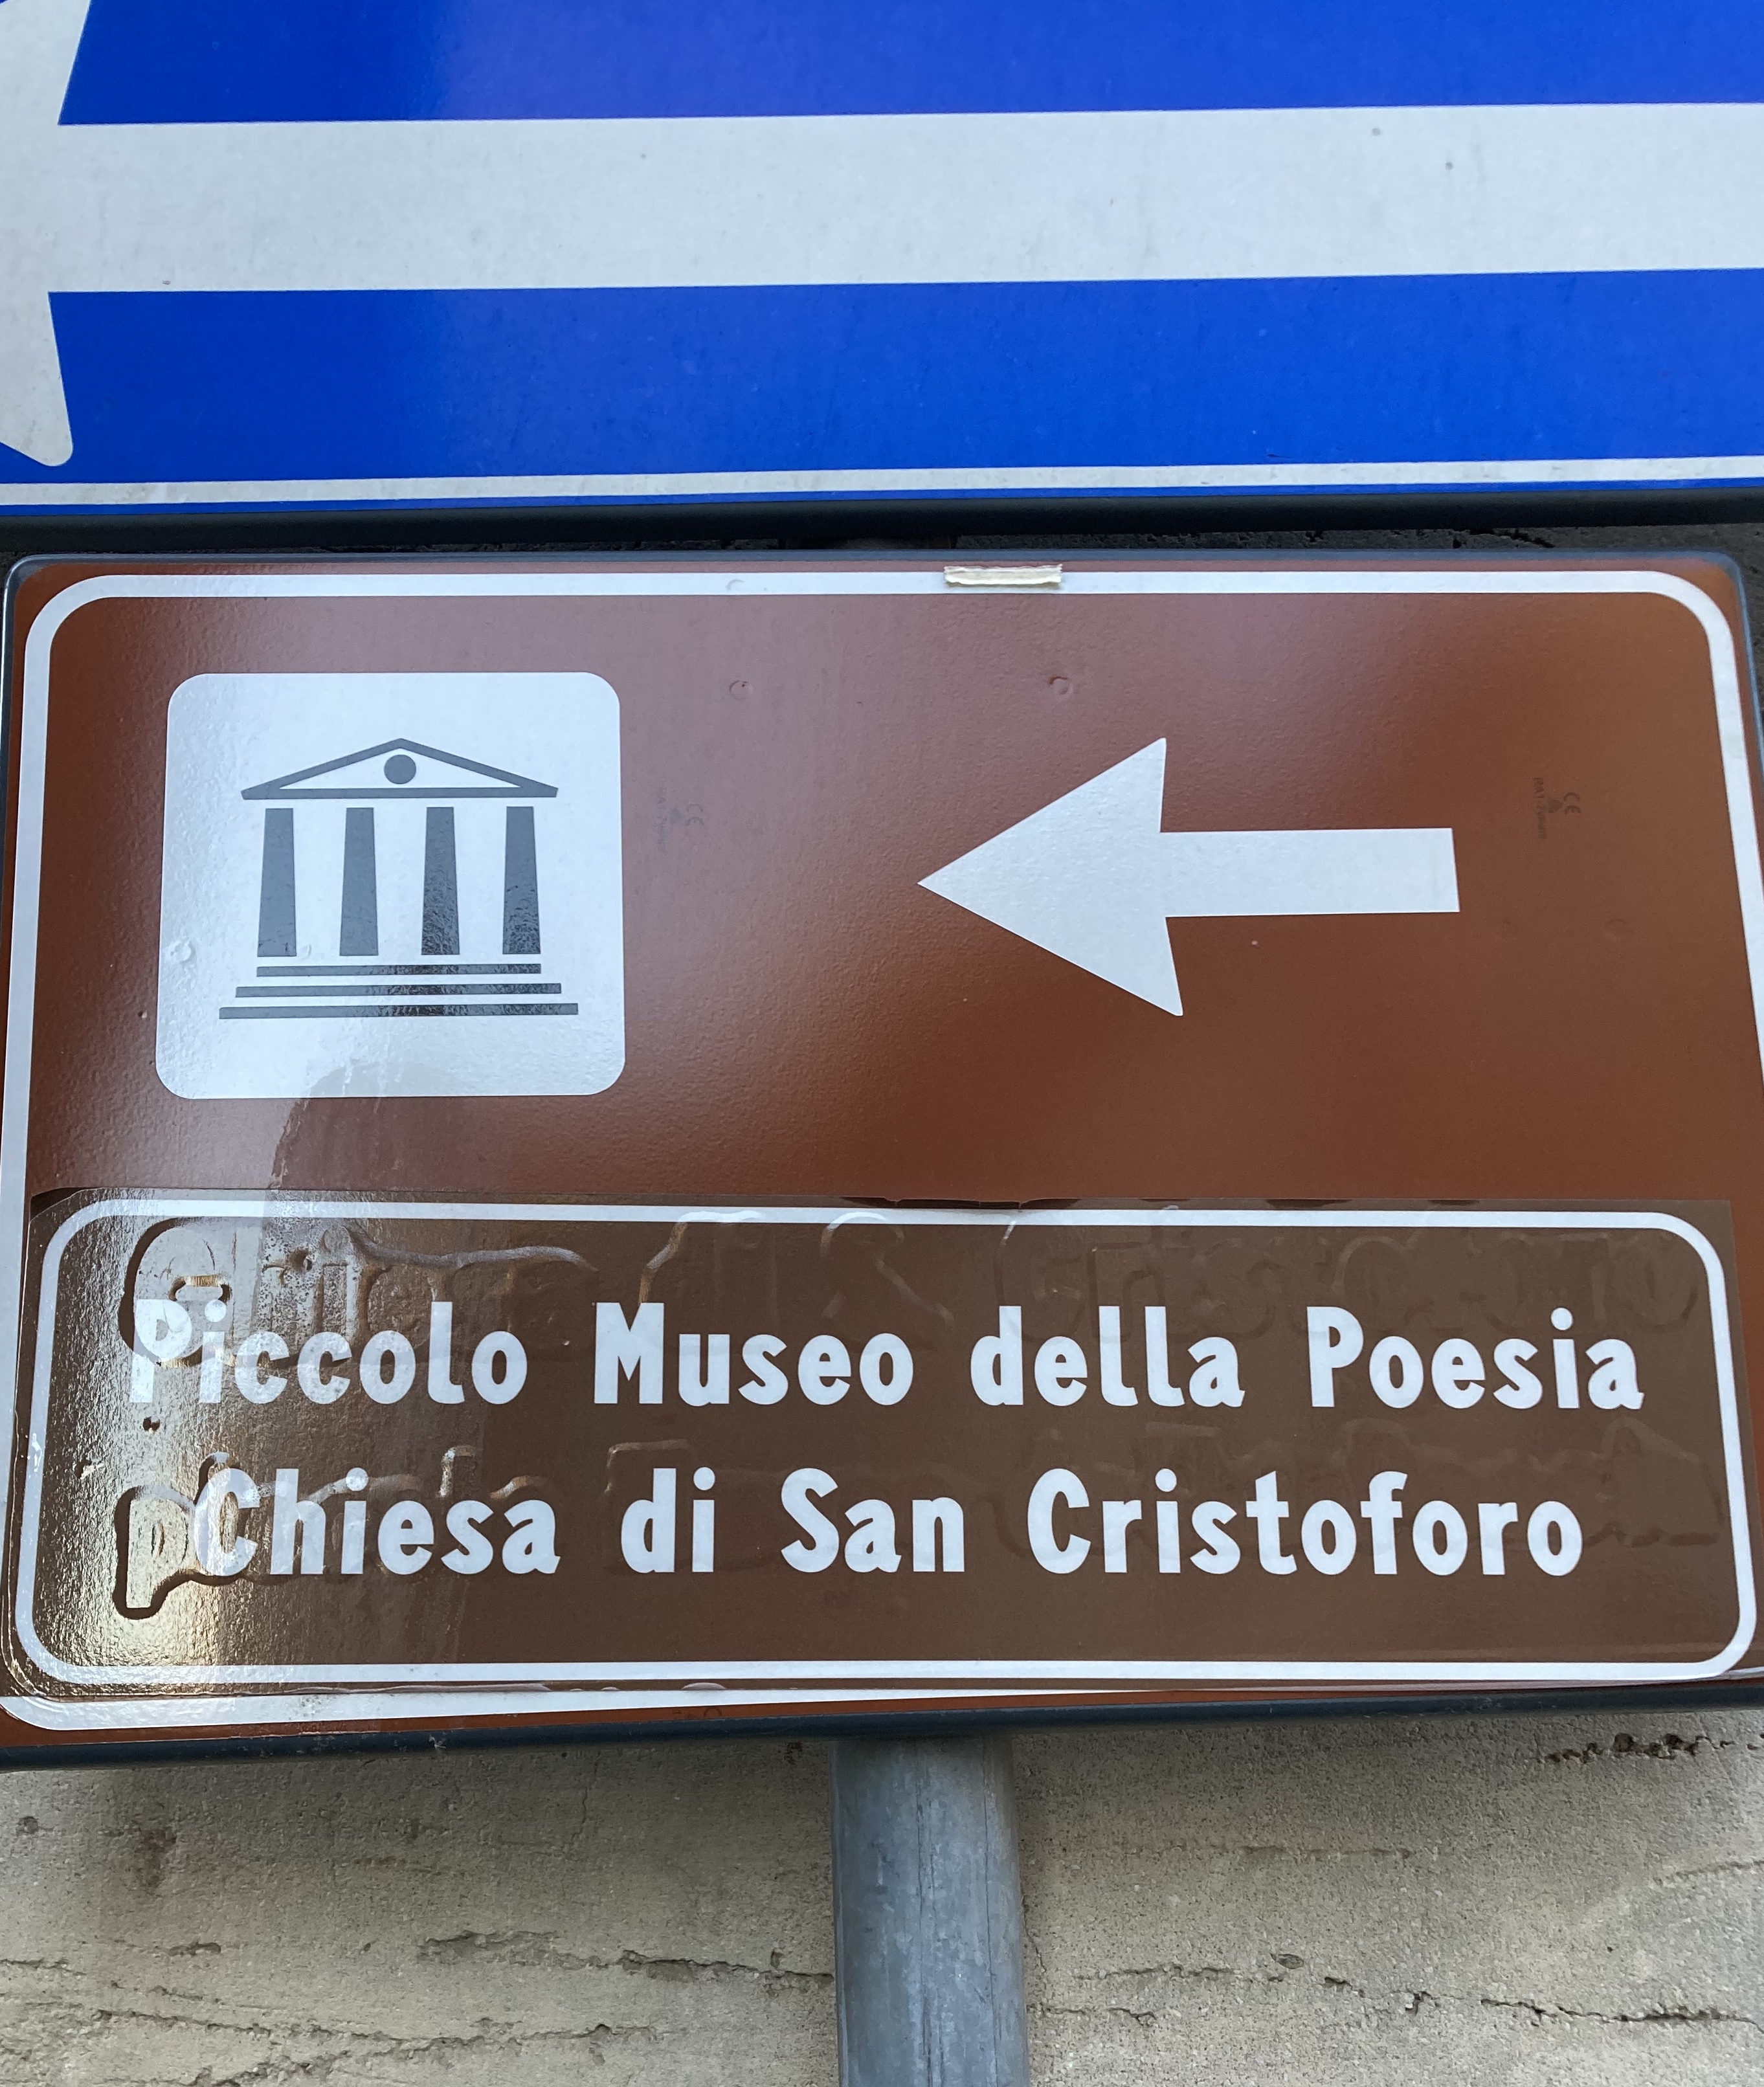 Piccolo Museo della Poesia
Chiesa di San Cristoforo